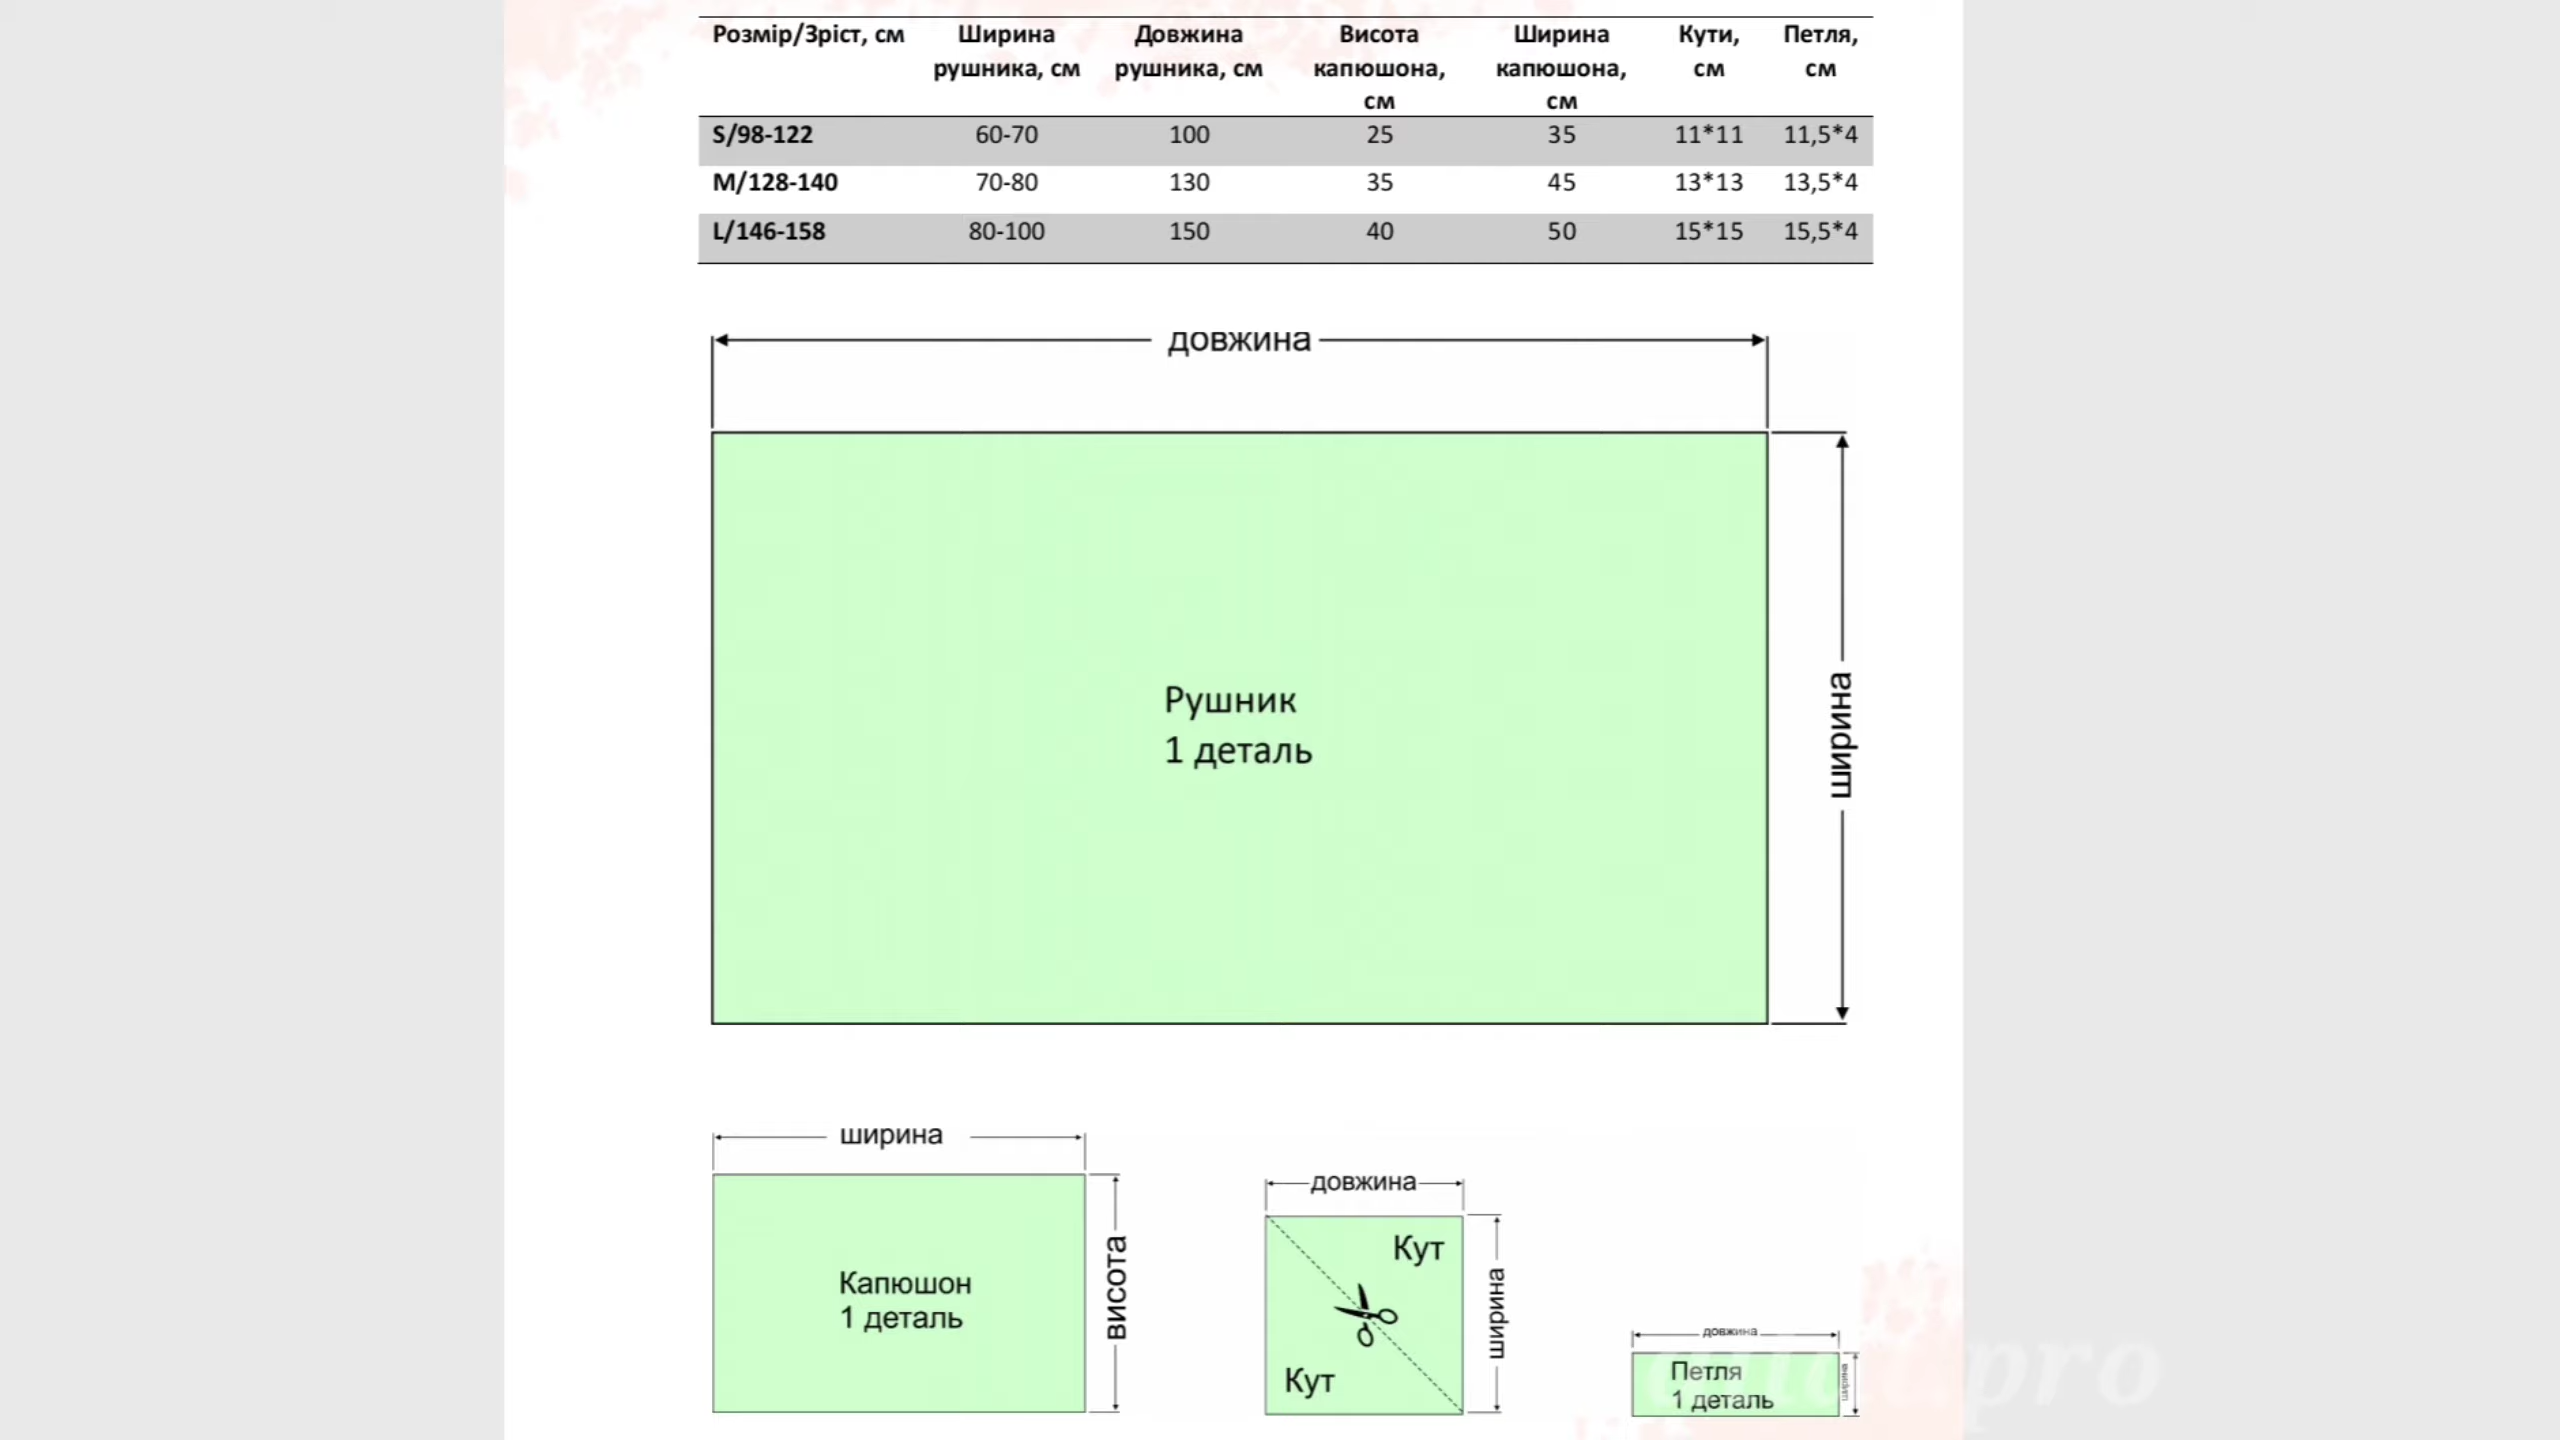 Розмір/Зріст, см Ширина рушника, см Довжина рушника, см Висота капюшона, см Ширина капюшона, см Кути, см Петля, см
S/98-122 60-70 100 25 35 11*11 11,5*4
M/128-140 70-80 130 35 45 13*13 13,5*4
L/146-158 80-100 150 40 50 15*15 15,5*4
довжина
Рушник
1 деталь
ширина
ширина
Капюшон
1 деталь
висота
довжина
Кут
Кут
ширина
довжина
Петля
1 деталь
ширина